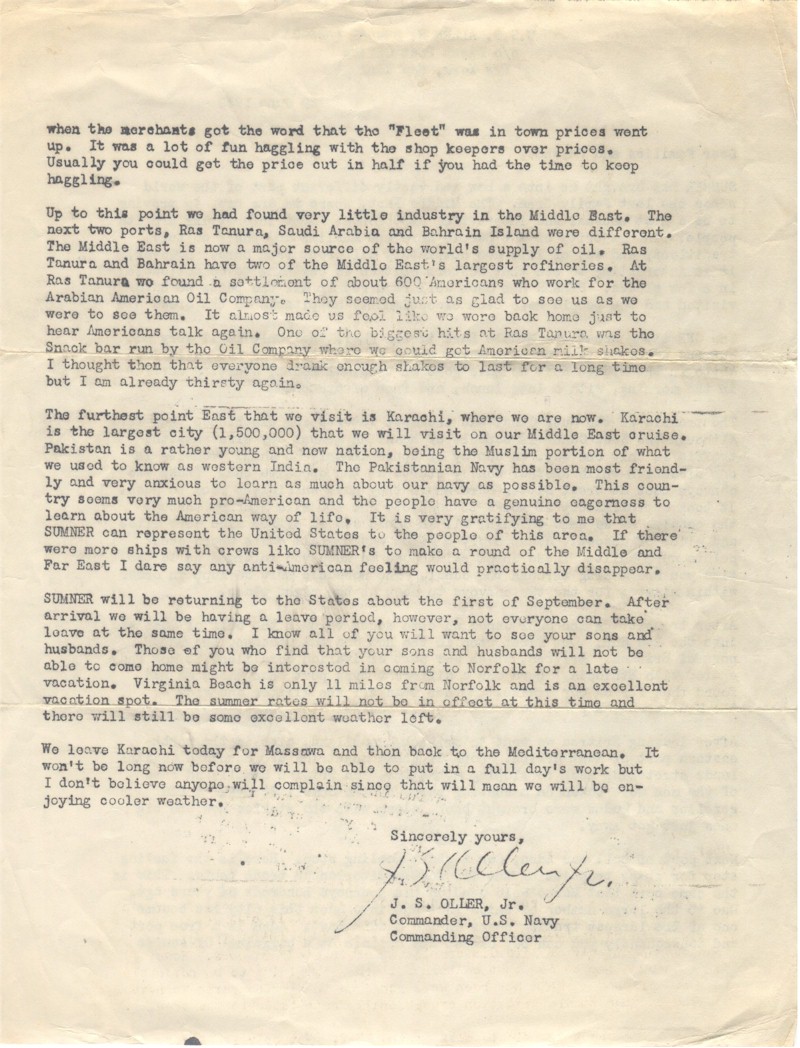 when the merchants got the word that the "Fleet" was in town prices went
up. It was a lot of fun haggling with the shop keepers over prices.
Usually you could get the price cut in half if you had the time to keep
haggling.
Up to this point we had found very little industry in the Middle East. The
next two ports, Ras Tanura, Saudi Arabia and Bahrain Island were different.
The Middle East is now a major source of the world's supply of oil. Ras
Tanura and Bahrain have two of the Middle East's largest refineries. At
Ras Tanura we found a settlement of about 600 Americans who work for the
Arabian American Oil Company. They seemed just as glad to see us as we
were to see them. It almost made us feel like we were back home just to
hear Americans talk again. One of the biggest hits at Ras Tanura was the
Snack bar run by the Oil Company where we could get American milk shakes.
I thought then that everyone drank enough shakes to last for a long time
but I am already thirsty again.
The furthest point East that we visit is Karachi, where we are now. Karachi
is the largest city (1,500,000) that we will visit on our Middle East cruise.
Pakistan is a rather young and new nation, being the Muslim portion of what
we used to know as western India. The Pakistanian Navy has been most friend-
ly and very anxious to learn as much about our navy as possible. This coun-
try seems very much pro-American and the people have a genuine eagerness to
learn about the American way of life. It is very gratifying to me that
SUMNER can represent the United States to the people of this area. If there
were more ships with crews like SUMNER's to make a round of the Middle and
Far East I dare say any anti-American feeling would practically disappear.
SUMNER will be returning to the States about the first of September. After
arrival we will be having a leave period, however, not everyone can take
leave at the same time. I know all of you will want to see your sons and
husbands. Those of you who find that your sons and husbands will not be
able to come home might be interested in coming to Norfolk for a late
vacation. Virginia Beach is only 11 miles from Norfolk and is an excellent
vacation spot. The summer rates will not be in effect at this time and
there will still be some excellent weather left.
We leave Karachi today for Massawa and then back to the Mediterranean. It
won't be long now before we will be able to put in a full day's work but
I don't believe anyone will complain since that will mean we will be en-
joying cooler weather.
Sincerely yours,
J S Oller Jr.
J. S. OLLER, Jr.
Commander, U.S. Navy
Commanding Officer